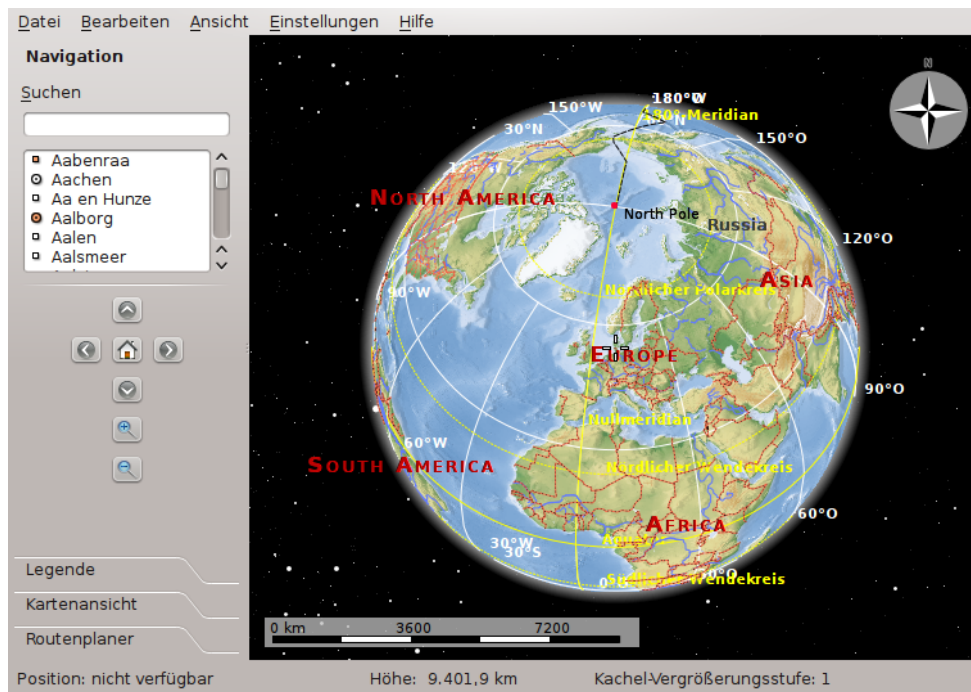 Datei Bearbeiten Ansicht Einstellungen Hilfe
Navigation
Suchen
Aabenraa
Aachen
Aa en Hunze
Aalborg
Aalen
Aalsmeer
Legende
Kartenansicht
Routenplaner
N
180°W
150°W
180°-Meridian
30°N
150°O
NORTH AMERICA
North Pole
Russia
120°O
ASIA
90°W
Nördlicher Polarkreis
EUROPE
90°O
Nullmeridian
60°W
SOUTH AMERICA
Nördlicher Wendekreis
60°O
AFRICA
30°W
30°S
Südlicher Wendekreis
0 km 3600 7200
Position: nicht verfügbar Höhe: 9.401,9 km Kachel-Vergrößerungsstufe: 1